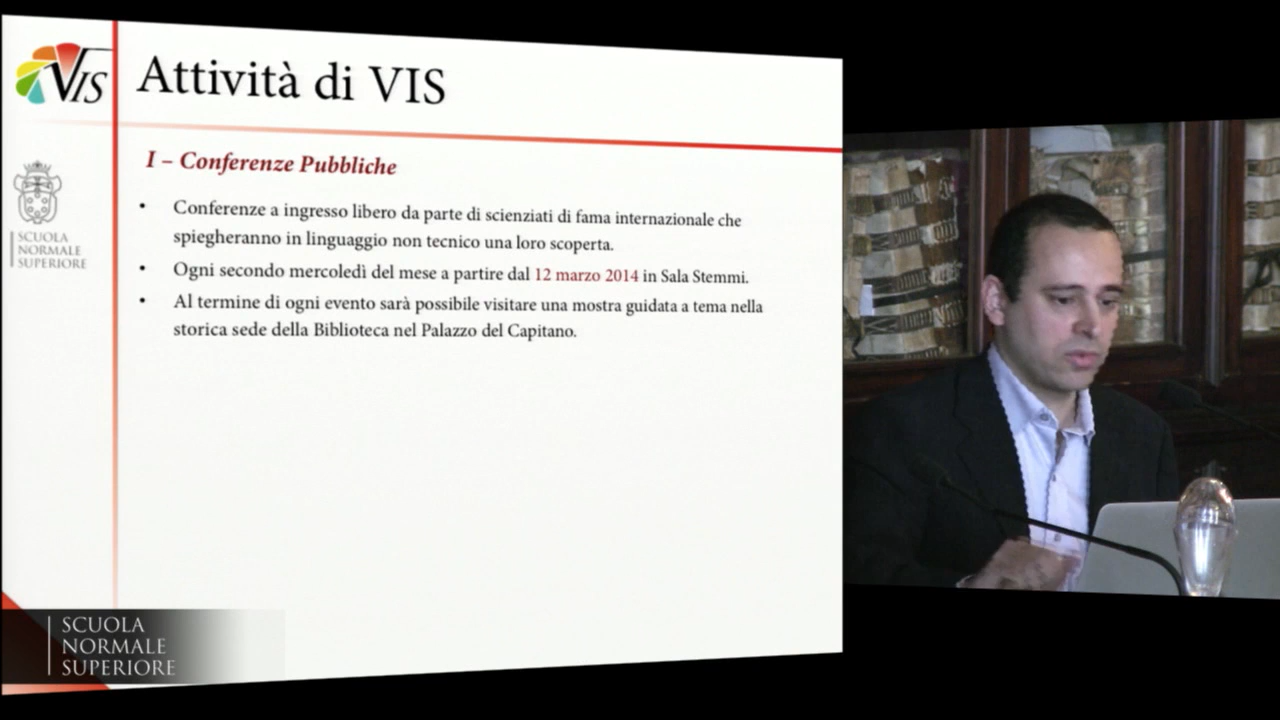 VIS
Attività di VIS
SCUOLA
NORMALE
SUPERIORE
I – Conferenze Pubbliche
• Conferenze a ingresso libero da parte di scienziati di fama internazionale che
spiegheranno in linguaggio non tecnico una loro scoperta.
• Ogni secondo mercoledì del mese a partire dal 12 marzo 2014 in Sala Stemmi.
• Al termine di ogni evento sarà possibile visitare una mostra guidata a tema nella
storica sede della Biblioteca nel Palazzo del Capitano.
SCUOLA
NORMALE
SUPERIORE